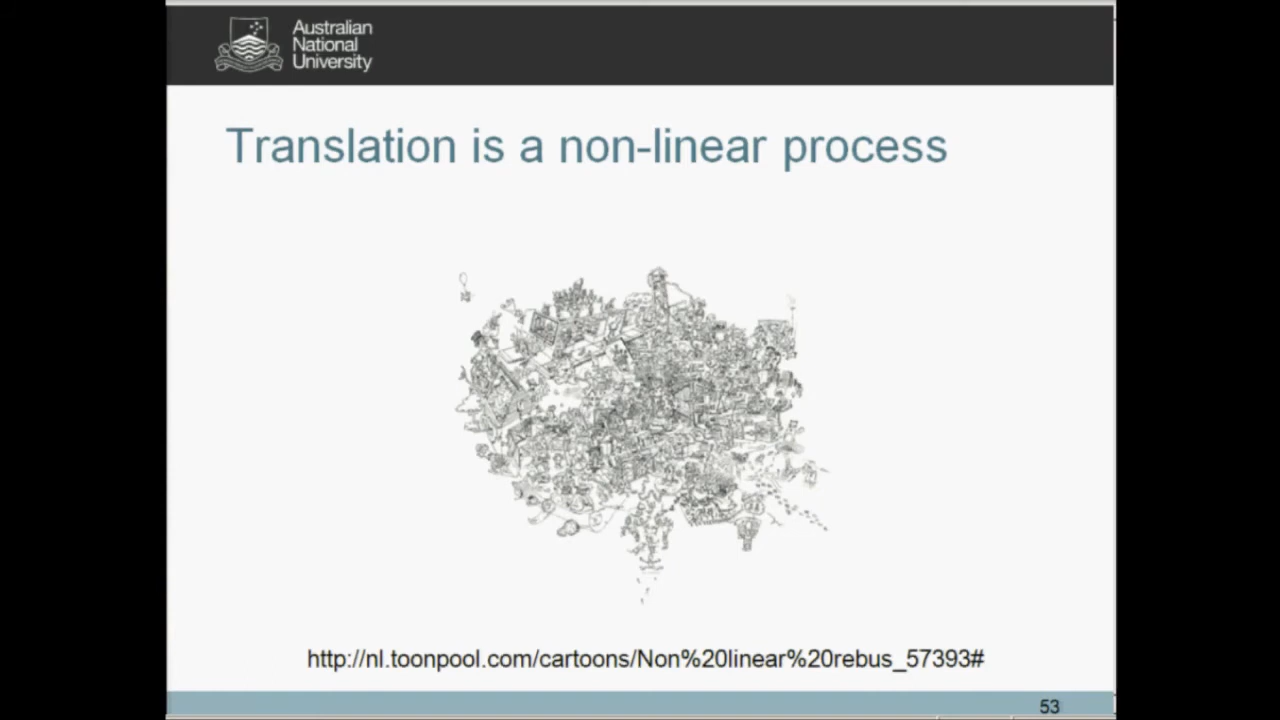 Australian
National
University
Translation is a non-linear process
http://nl.toonpool.com/cartoons/Non%20linear%20rebus_57393#
53